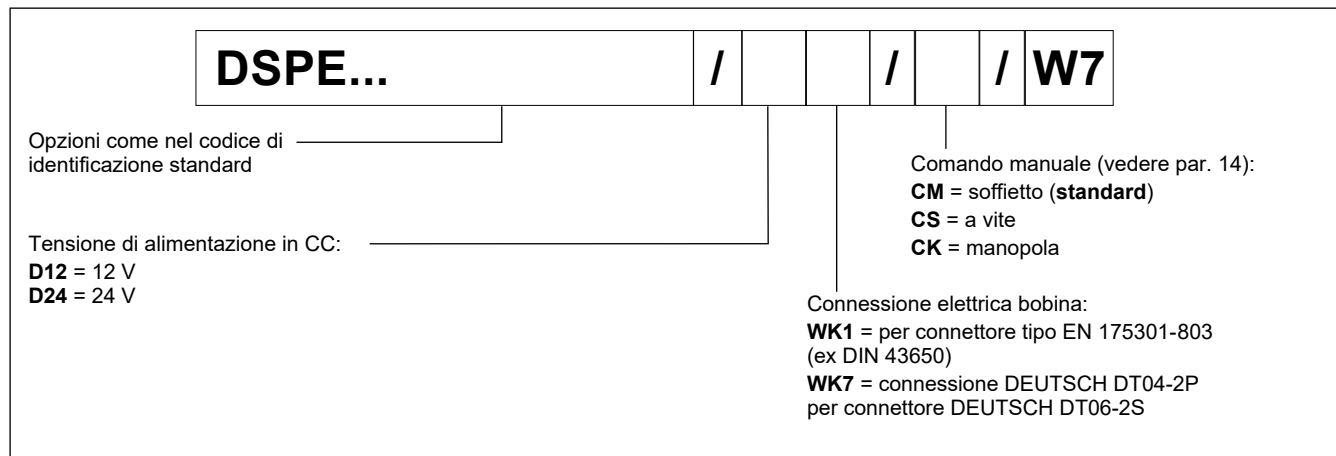 DSPE... / / / W7
Opzioni come nel codice di
identificazione standard
Tensione di alimentazione in CC:
D12 = 12 V
D24 = 24 V
Comando manuale (vedere par. 14):
CM = soffietto (standard)
CS = a vite
CK = manopola
Connessione elettrica bobina:
WK1 = per connettore tipo EN 175301-803
(ex DIN 43650)
WK7 = connessione DEUTSCH DT04-2P
per connettore DEUTSCH DT06-2S